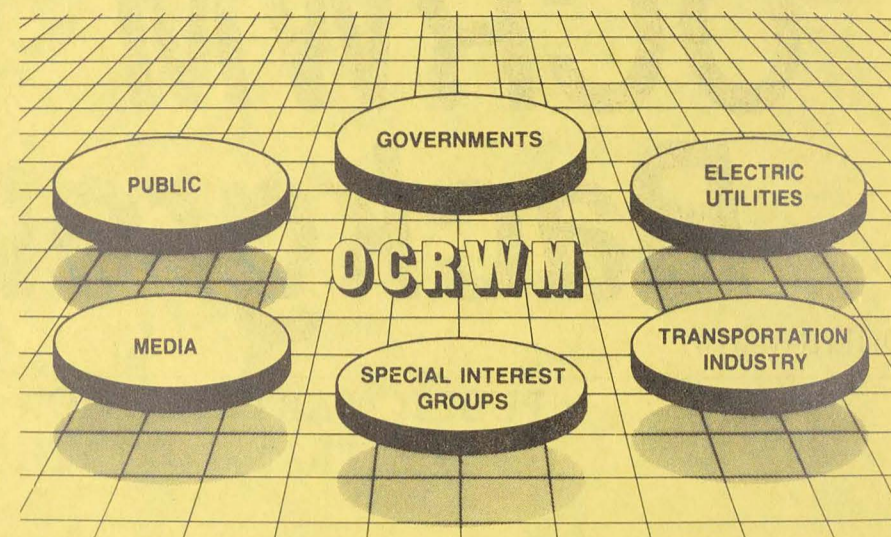 GOVERNMENTS
PUBLIC
ELECTRIC
UTILITIES
OCRWM
MEDIA
TRANSPORTATION
INDUSTRY
SPECIAL INTEREST
GROUPS